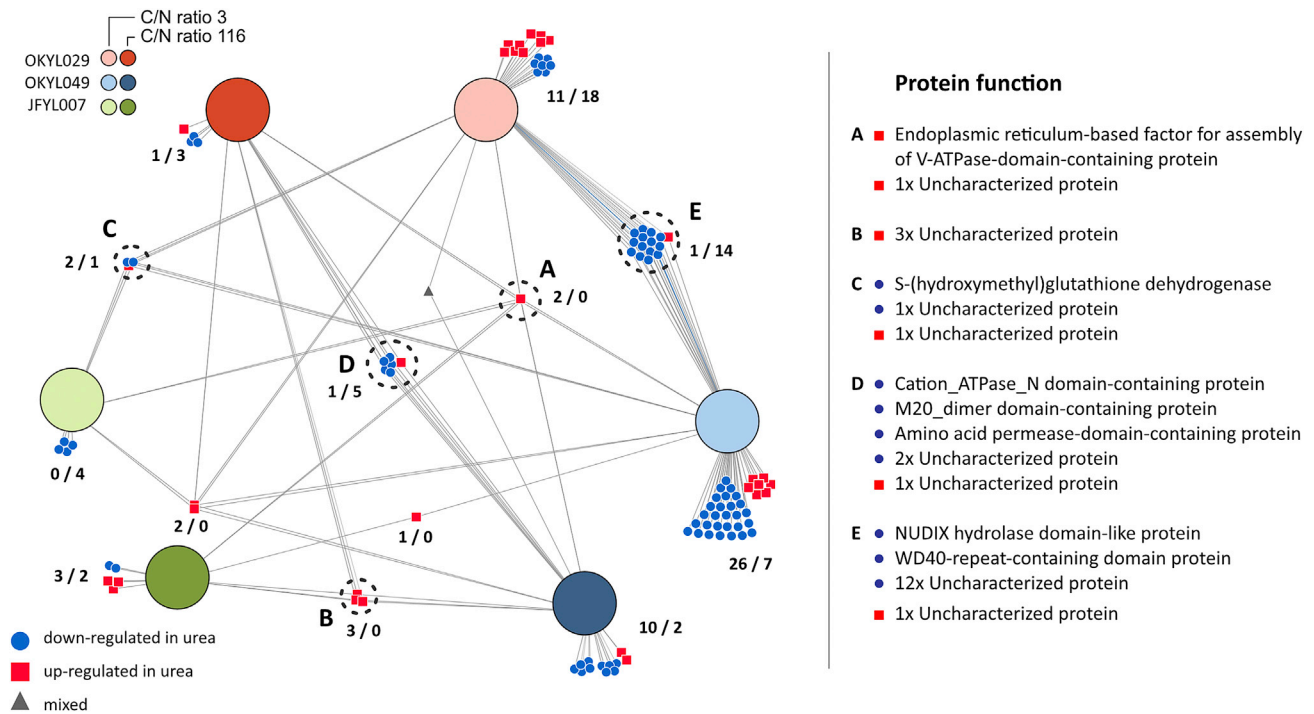 C/N ratio 3
C/N ratio 116
OKYL029
OKYL049
JFYL007
11 / 18
1 / 3
C
2 / 1
E
1 / 14
A
2 / 0
D
1 / 5
0 / 4
2 / 0
1 / 0
26 / 7
3 / 2
B
3 / 0
10 / 2
down-regulated in urea
up-regulated in urea
mixed
Protein function
A Endoplasmic reticulum-based factor for assembly
of V-ATPase-domain-containing protein
1x Uncharacterized protein
B 3x Uncharacterized protein
C S-(hydroxymethyl)glutathione dehydrogenase
1x Uncharacterized protein
1x Uncharacterized protein
D Cation_ATPase_N domain-containing protein
M20_dimer domain-containing protein
Amino acid permease-domain-containing protein
2x Uncharacterized protein
1x Uncharacterized protein
E NUDIX hydrolase domain-like protein
WD40-repeat-containing domain protein
12x Uncharacterized protein
1x Uncharacterized protein